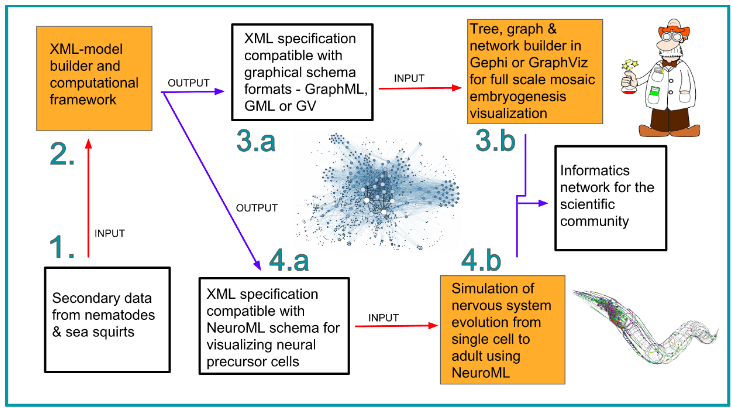 XML-model
builder and
computational
framework
OUTPUT
XML specification
compatible with
graphical schema
formats - GraphML,
GML or GV
INPUT
Tree, graph &
network builder in
Gephi or GraphViz
for full scale mosaic
embryogenesis
visualization
2.
3.a
3.b
Informatics
network for the
scientific
community
OUTPUT
INPUT
1.
4.a
4.b
Secondary data
from nematodes
& sea squirts
XML specification
compatible with
NeuroML schema for
visualizing neural
precursor cells
INPUT
Simulation of
nervous system
evolution from
single cell to
adult using
NeuroML